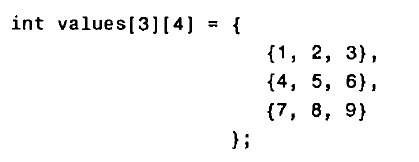 int values[3][4] = {
{1, 2, 3},
{4, 5, 6},
{7, 8, 9}
};